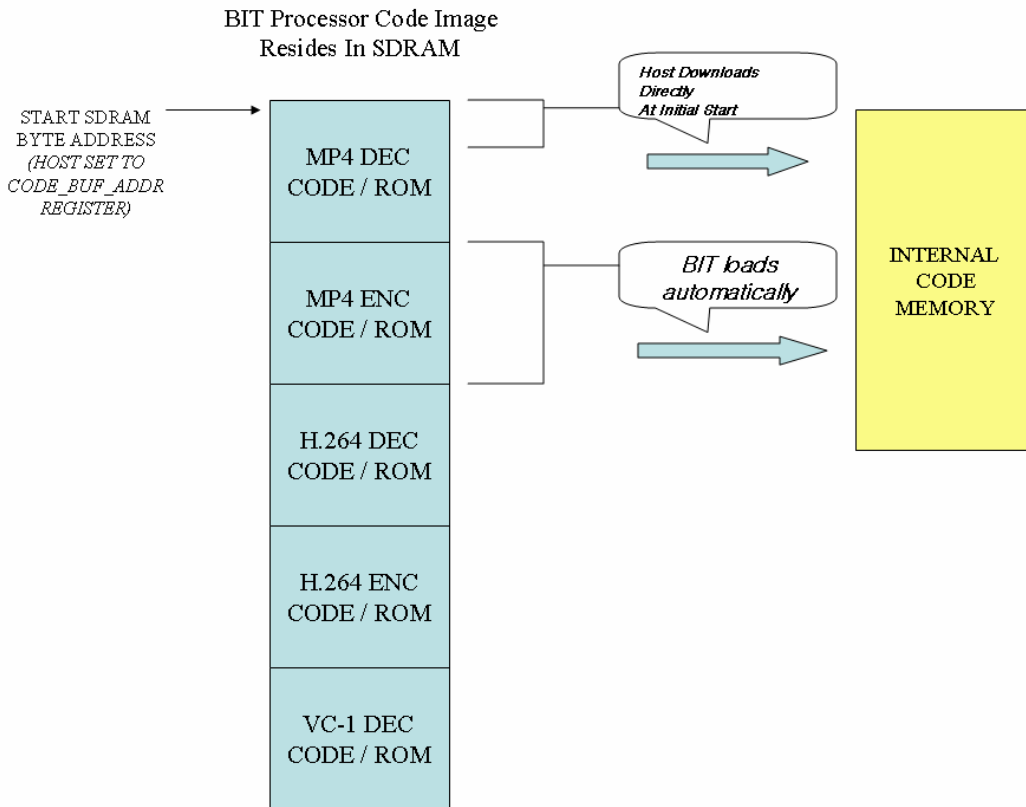 BIT Processor Code Image
Resides In SDRAM
START SDRAM
BYTE ADDRESS
(HOST SET TO
CODE_BUF_ADDR
REGISTER)
MP4 DEC
CODE / ROM
Host Downloads
Directly
At Initial Start
MP4 ENC
CODE / ROM
BIT loads
automatically
INTERNAL
CODE
MEMORY
H.264 DEC
CODE / ROM
H.264 ENC
CODE / ROM
VC-1 DEC
CODE / ROM